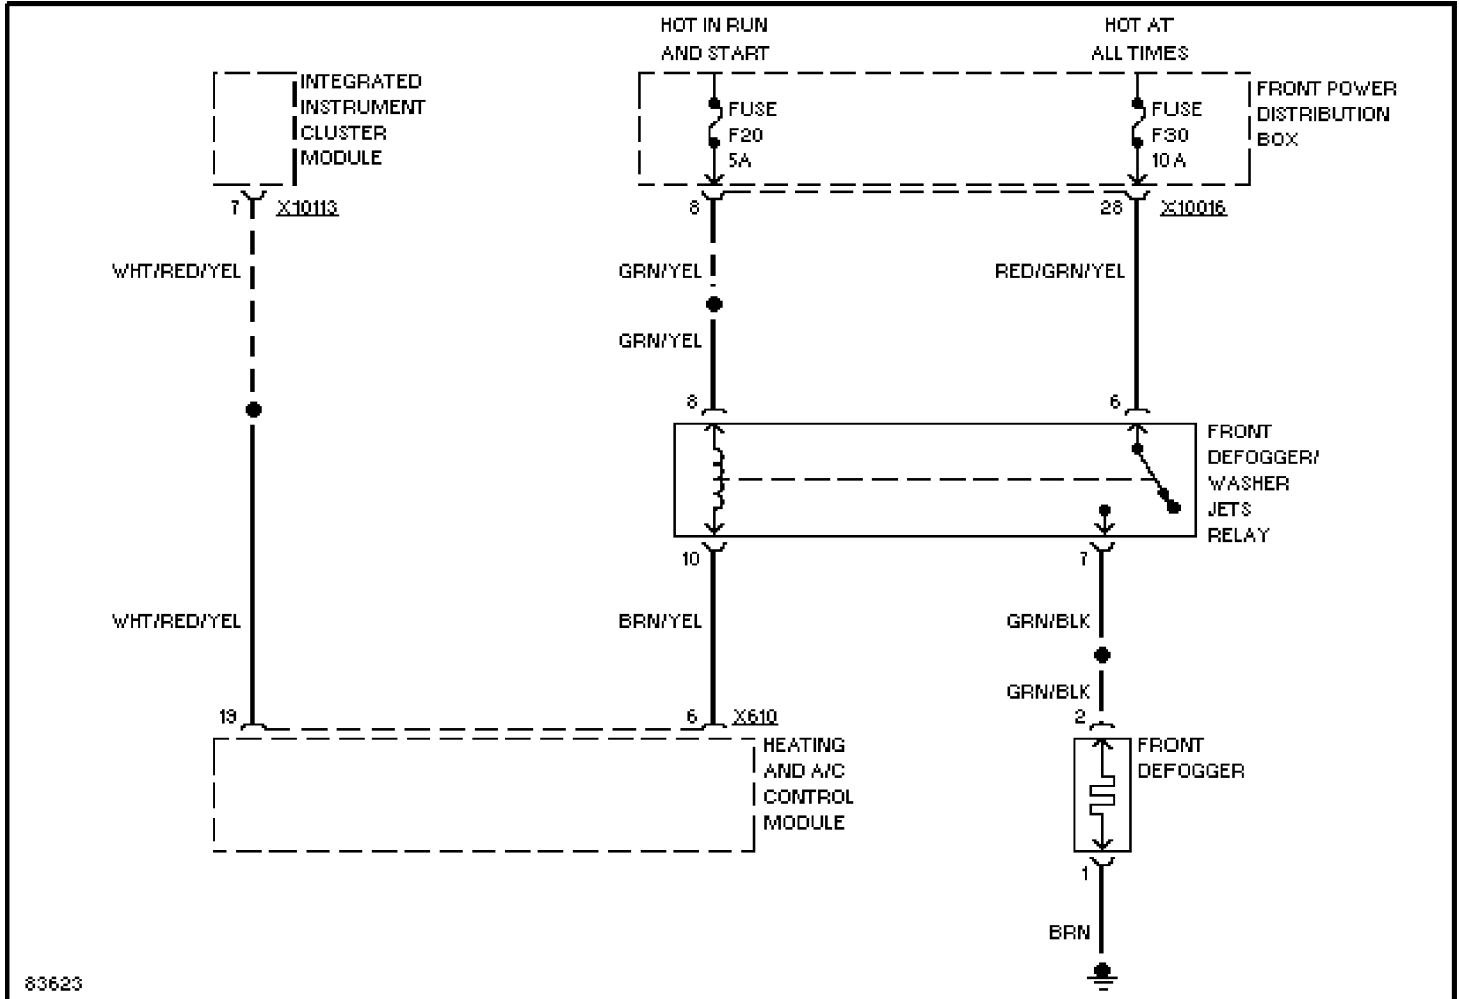 HOT IN RUN
AND START
HOT AT
ALL TIMES
INTEGRATED
INSTRUMENT
CLUSTER
MODULE
FUSE
F20
5A
FUSE
F30
10A
FRONT POWER
DISTRIBUTION
BOX
7
X10113
8
28
X10016
WHT/RED/YEL
GRN/YEL
RED/GRN/YEL
GRN/YEL
8
6
FRONT
DEFOGGER/
WASHER
JETS
RELAY
10
7
WHT/RED/YEL
BRN/YEL
GRN/BLK
GRN/BLK
19
6
X610
2
HEATING
AND A/C
CONTROL
MODULE
FRONT
DEFOGGER
1
BRN
83623